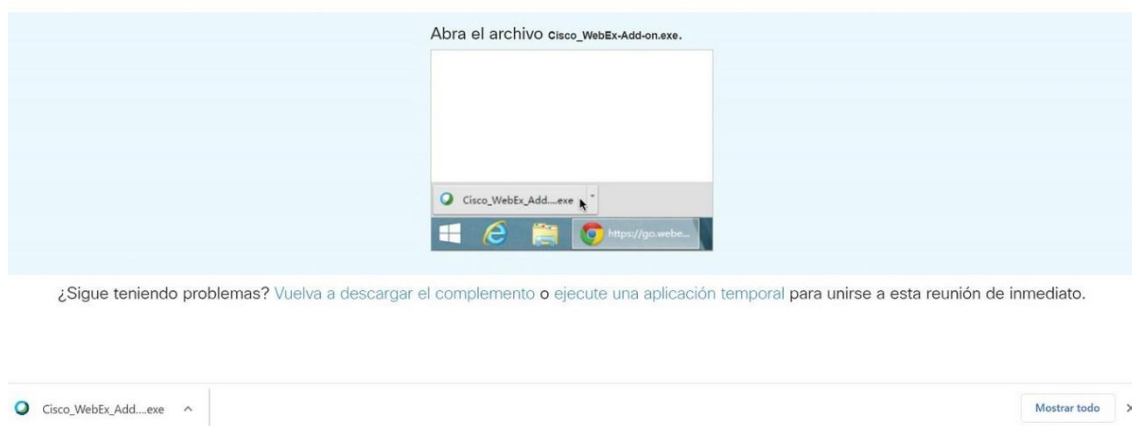 Abra el archivo Cisco_WebEx-Add-on.exe.
Cisco_WebEx_Add....exe
https://go.webe...
¿Sigue teniendo problemas? Vuelva a descargar el complemento o ejecute una aplicación temporal para unirse a esta reunión de inmediato.
Cisco_WebEx_Add....exe
Mostrar todo